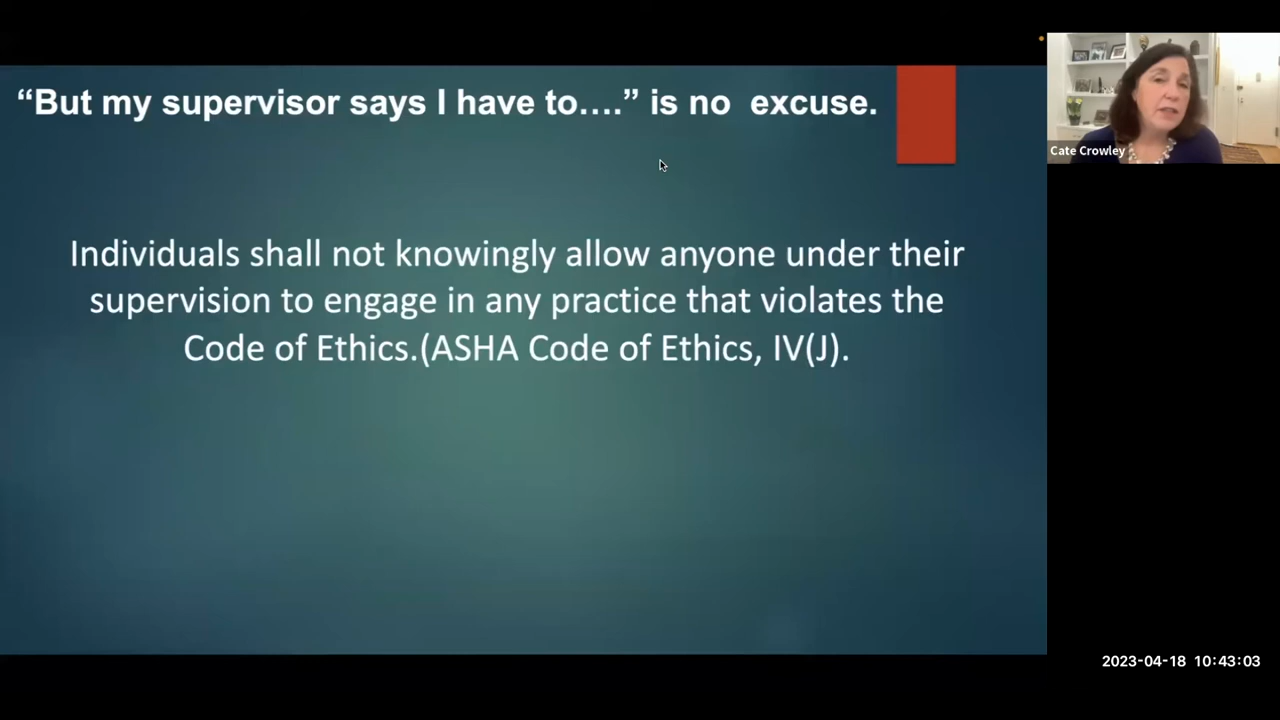 “But my supervisor says I have to....” is no excuse.
Individuals shall not knowingly allow anyone under their
supervision to engage in any practice that violates the
Code of Ethics.(ASHA Code of Ethics, IV(J).
Cate Crowley
2023-04-18 10:43:03